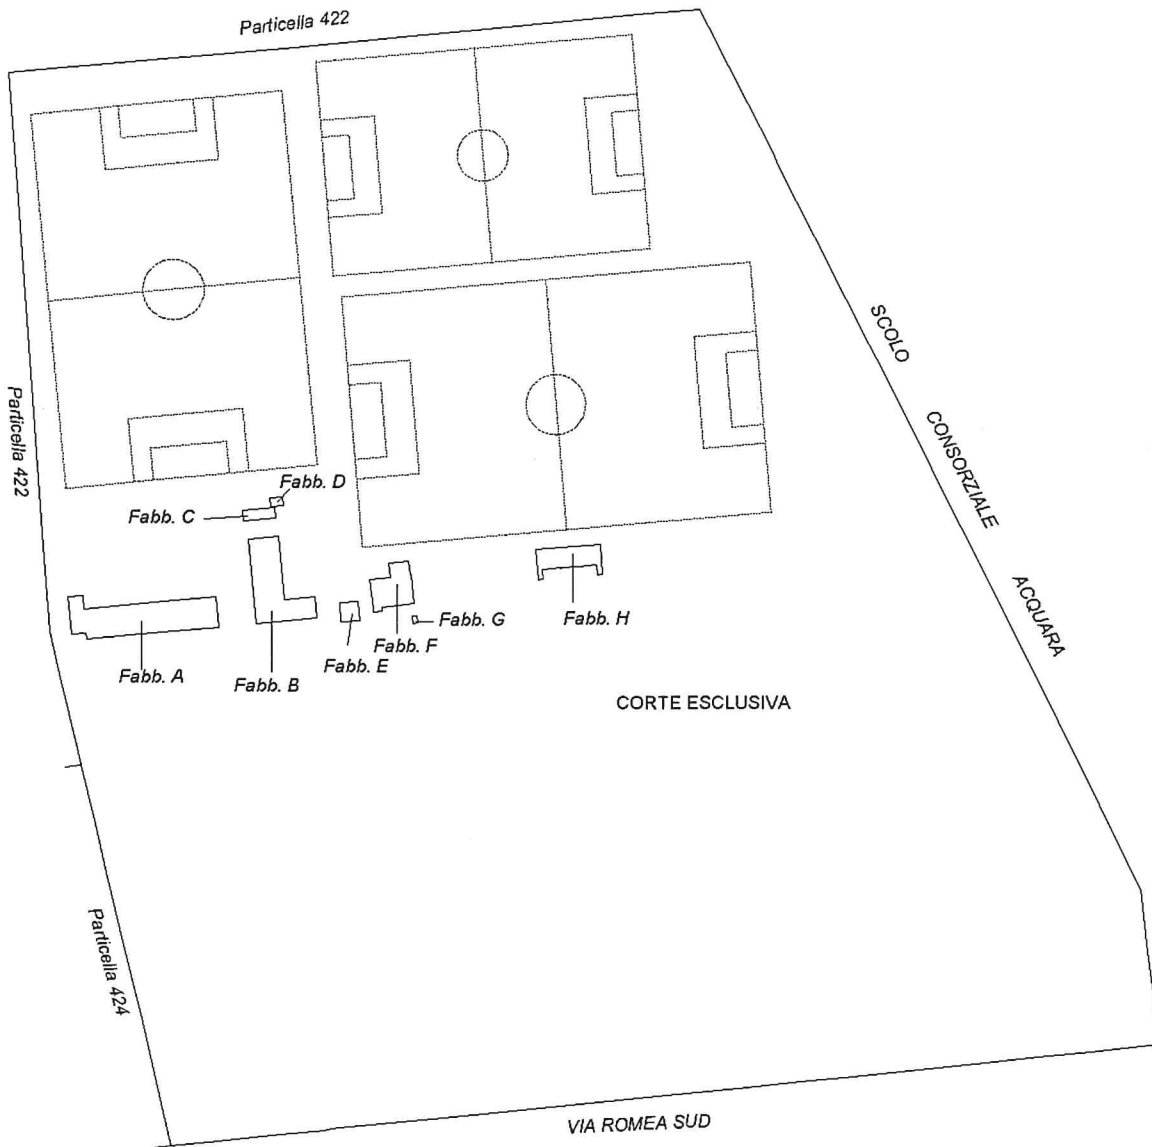 Particella 422
SCOLO
CONSORZIALE
ACQUARA
Particella 422
Fabb. D
Fabb. C
Fabb. G
Fabb. H
Fabb. F
Fabb. E
Fabb. A
Fabb. B
CORTE ESCLUSIVA
Particella 424
VIA ROMEA SUD